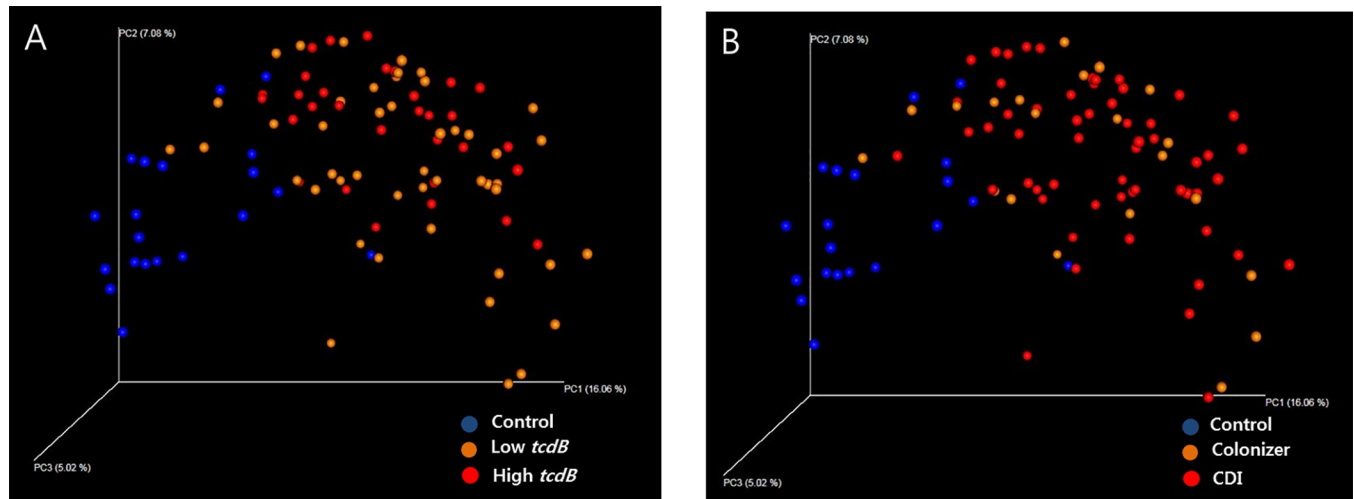 A
PC2 (7.08 %)
PC1 (16.06 %)
PC3 (5.02 %)
Control
Low tcdB
High tcdB
B
PC2 (7.08 %)
PC1 (16.06 %)
PC3 (5.02 %)
Control
Colonizer
CDI